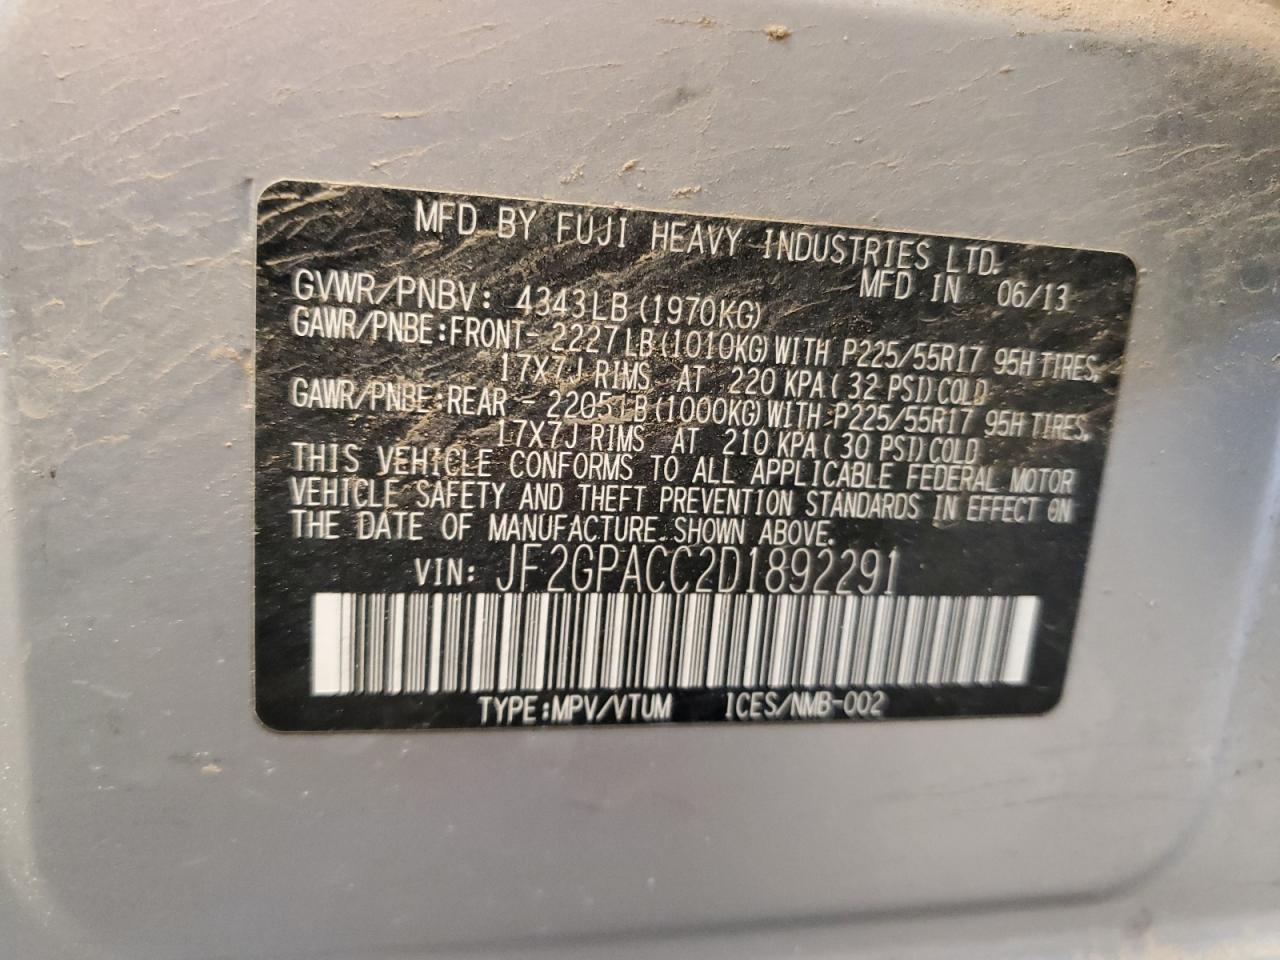 MFD BY FUJI HEAVY INDUSTRIES LTD.
MFD IN 06/13
GVWR/PNBV: 4343LB (1970KG)
GAWR/PNBE:FRONT- 2227LB (1010KG) WITH P225/55R17 95H TIRES,
17X7J RIMS AT 220 KPA( 32 PSI)COLD
GAWR/PNBE:REAR - 2205LB (1000KG) WITH P225/55R17 95H TIRES,
17X7J RIMS AT 210 KPA( 30 PSI)COLD
THIS VEHICLE CONFORMS TO ALL APPLICABLE FEDERAL MOTOR
VEHICLE SAFETY AND THEFT PREVENTION STANDARDS IN EFFECT ON
THE DATE OF MANUFACTURE SHOWN ABOVE.
VIN: JF2GPACC2D1892291
TYPE:MPV/VTUM ICES/NMB-002